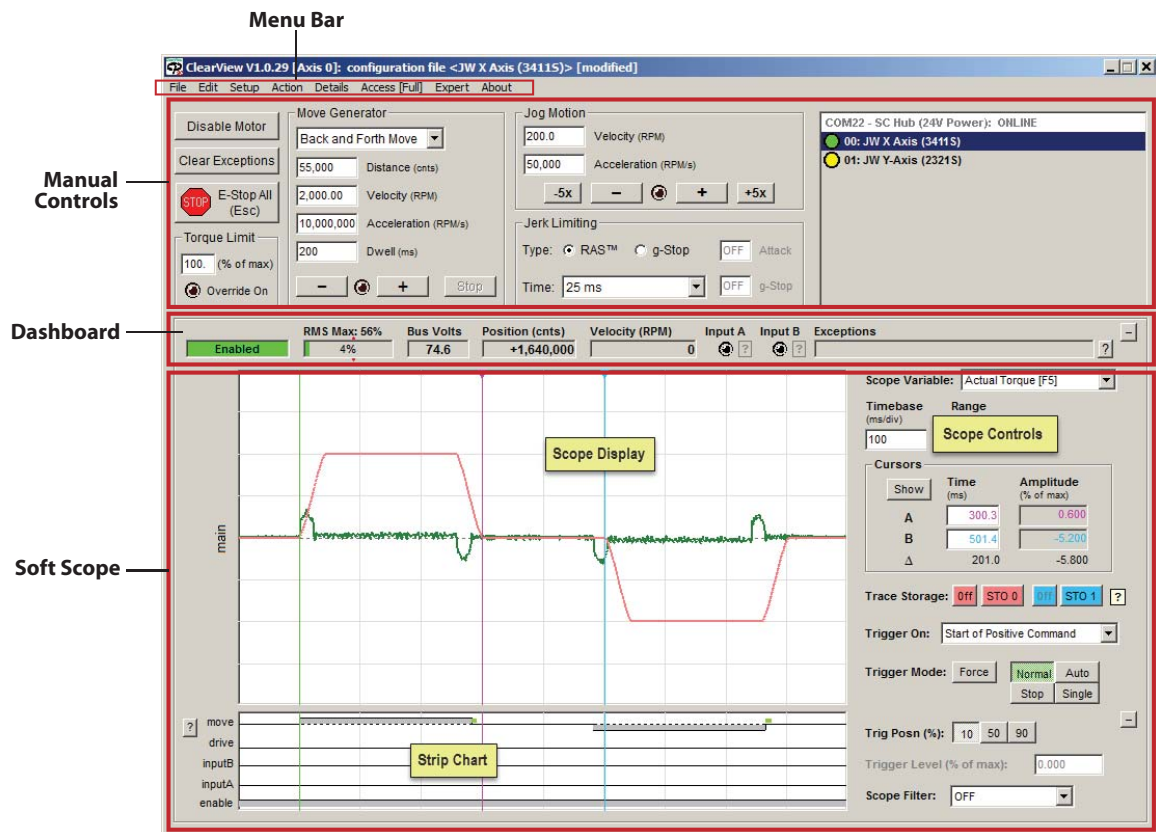 Menu Bar
ClearView V1.0.29 [Axis 0]: configuration file <JW X Axis (3411S)> [modified]
File Edit Setup Action Details Access [Full] Expert About
Manual
Controls
Disable Motor
Clear Exceptions
STOP
E-Stop All
(Esc)
Torque Limit
100. (% of max)
Override On
Move Generator
Back and Forth Move
55,000 Distance (cnts)
2,000.00 Velocity (RPM)
10,000,000 Acceleration (RPM/s)
200 Dwell (ms)
− + Stop
Jog Motion
200.0 Velocity (RPM)
50,000 Acceleration (RPM/s)
-5x − + +5x
Jerk Limiting
Type: RAS™ g-Stop OFF Attack
Time: 25 ms OFF g-Stop
COM22 - SC Hub (24V Power): ONLINE
00: JW X Axis (3411S)
01: JW Y-Axis (2321S)
Dashboard
RMS Max: 56% Bus Volts Position (cnts) Velocity (RPM) Input A Input B Exceptions −
Enabled 4% 74.6 +1,640,000 0 ? ? ?
Soft Scope
main
Scope Display
Scope Variable: Actual Torque [F5]
Timebase Range
(ms/div)
100
Scope Controls
Cursors
Show Time Amplitude
(ms) (% of max)
A 300.3 0.600
B 501.4 -5.200
Δ 201.0 -5.800
Trace Storage: Off STO 0 Off STO 1 ?
Trigger On: Start of Positive Command
Trigger Mode: Force Normal Auto
Stop Single
Trig Posn (%): 10 50 90 −
Trigger Level (% of max): 0.000
Scope Filter: OFF
? move
drive
inputB
inputA
enable
Strip Chart